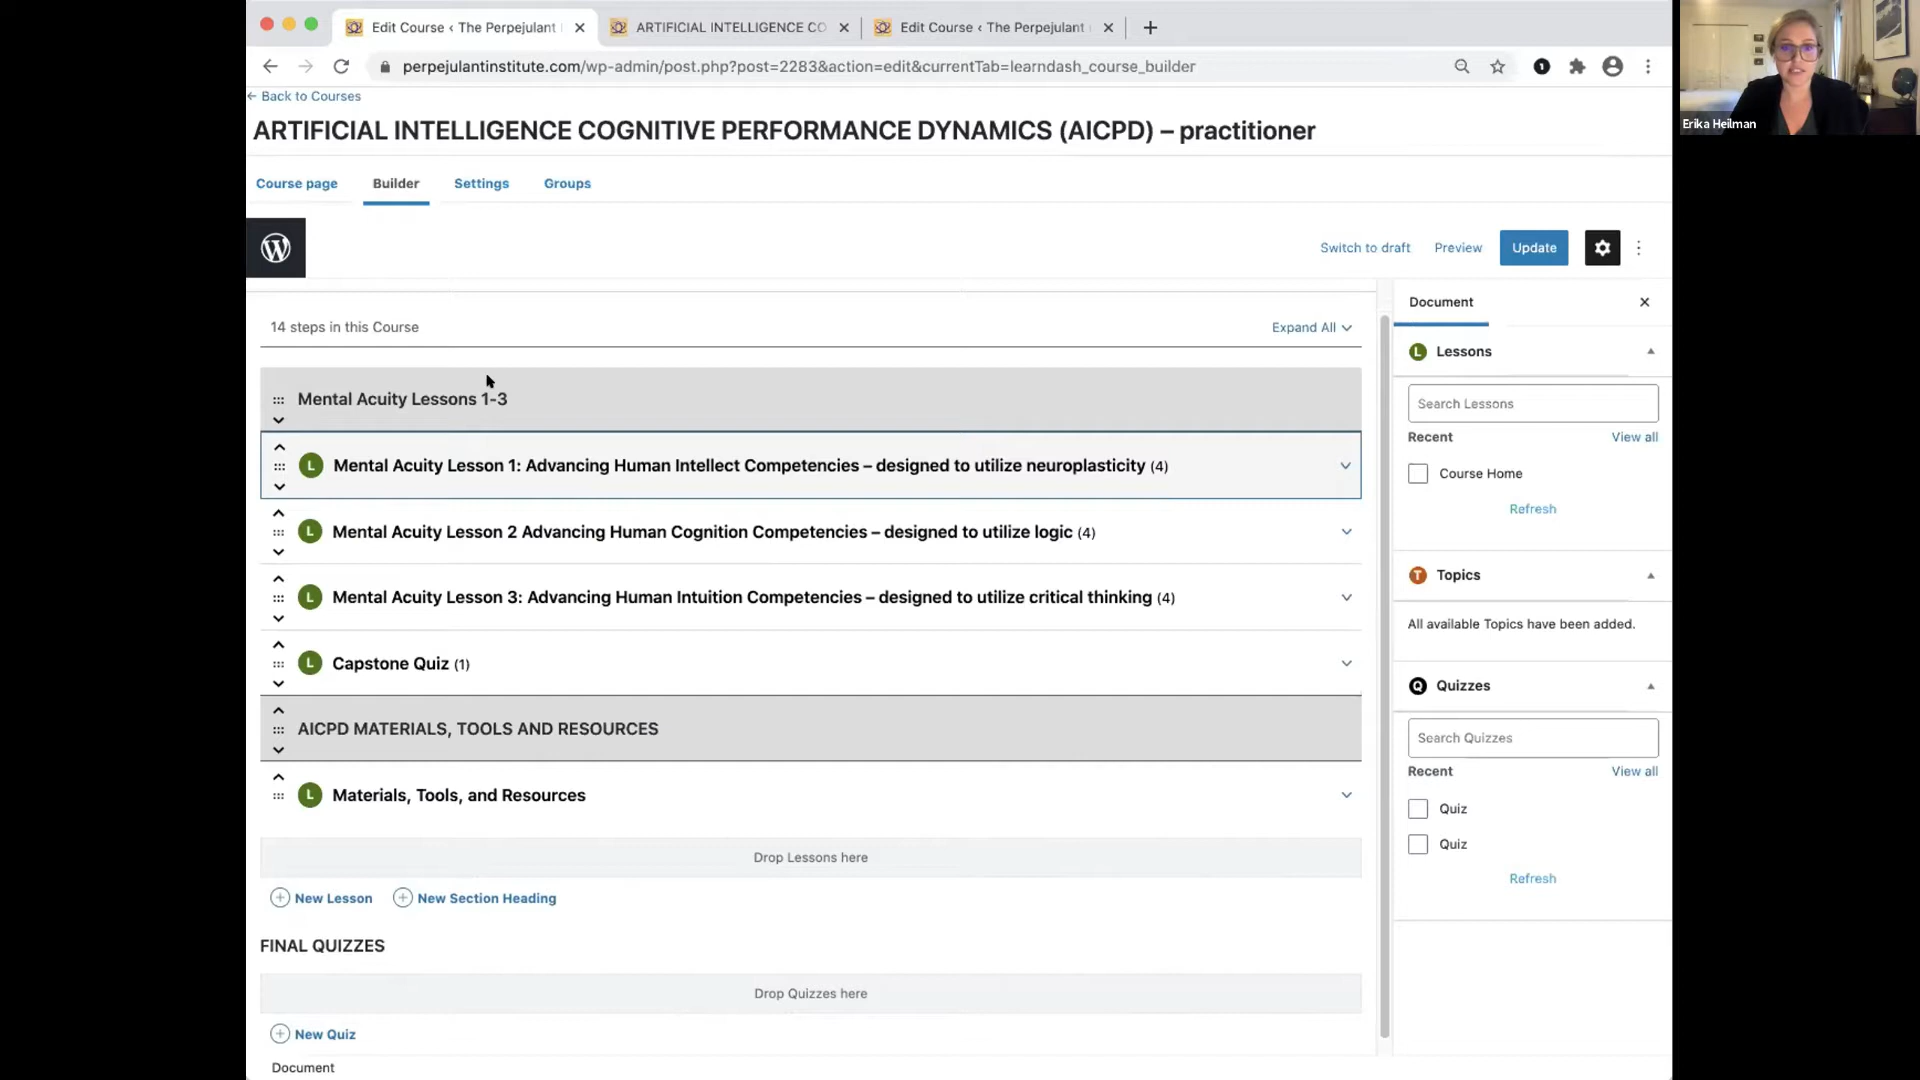 Edit Course ‹ The Perpejulant
ARTIFICIAL INTELLIGENCE CO
Edit Course ‹ The Perpejulant
perpejulantinstitute.com/wp-admin/post.php?post=2283&action=edit&currentTab=learndash_course_builder
Erika Heilman
← Back to Courses
ARTIFICIAL INTELLIGENCE COGNITIVE PERFORMANCE DYNAMICS (AICPD) – practitioner
Course page
Builder
Settings
Groups
Switch to draft
Preview
Update
14 steps in this Course
Expand All
Mental Acuity Lessons 1-3
L Mental Acuity Lesson 1: Advancing Human Intellect Competencies – designed to utilize neuroplasticity (4)
L Mental Acuity Lesson 2 Advancing Human Cognition Competencies – designed to utilize logic (4)
L Mental Acuity Lesson 3: Advancing Human Intuition Competencies – designed to utilize critical thinking (4)
L Capstone Quiz (1)
AICPD MATERIALS, TOOLS AND RESOURCES
L Materials, Tools, and Resources
Drop Lessons here
New Lesson
New Section Heading
FINAL QUIZZES
Drop Quizzes here
New Quiz
Document
Document
L Lessons
Search Lessons
Recent
View all
Course Home
Refresh
T Topics
All available Topics have been added.
Q Quizzes
Search Quizzes
Recent
View all
Quiz
Quiz
Refresh